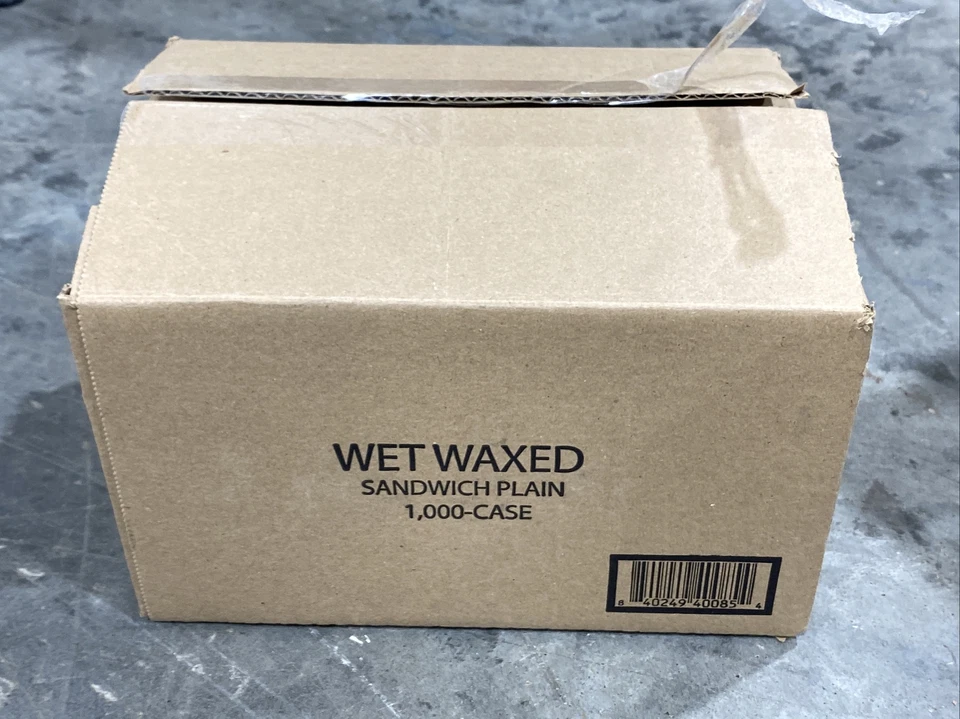 WET WAXED
SANDWICH PLAIN
1,000-CASE
8 40249 40085 4